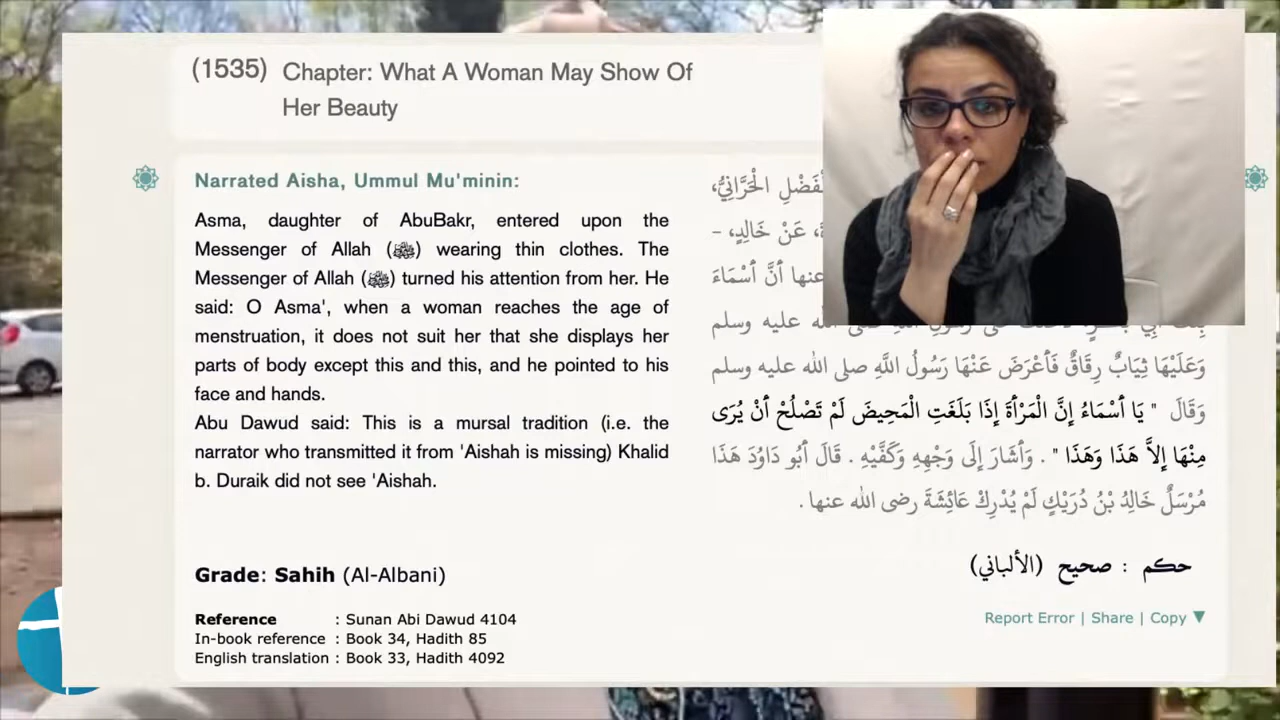 (1535) Chapter: What A Woman May Show Of
Her Beauty
Narrated Aisha, Ummul Mu'minin:
Asma, daughter of AbuBakr, entered upon the
Messenger of Allah (ﷺ) wearing thin clothes. The
Messenger of Allah (ﷺ) turned his attention from her. He
said: O Asma', when a woman reaches the age of
menstruation, it does not suit her that she displays her
parts of body except this and this, and he pointed to his
face and hands.
Abu Dawud said: This is a mursal tradition (i.e. the
narrator who transmitted it from 'Aishah is missing) Khalid
b. Duraik did not see 'Aishah.
الْحَرَّانِيُّ،
عَنْ خَالِدٍ، -
عنها أَنَّ أَسْمَاءَ
عليه وسلم
وَعَلَيْهَا ثِيَابٌ رِقَاقٌ فَأَعْرَضَ عَنْهَا رَسُولُ اللَّهِ صلى الله عليه وسلم
وَقَالَ " يَا أَسْمَاءُ إِنَّ الْمَرْأَةَ إِذَا بَلَغَتِ الْمَحِيضَ لَمْ تَصْلُحْ أَنْ يُرَى
مِنْهَا إِلاَّ هَذَا وَهَذَا " . وَأَشَارَ إِلَى وَجْهِهِ وَكَفَّيْهِ . قَالَ أَبُو دَاوُدَ هَذَا
مُرْسَلٌ خَالِدُ بْنُ دُرَيْكٍ لَمْ يُدْرِكْ عَائِشَةَ رضى الله عنها .
Grade: Sahih (Al-Albani)
حكم : صحيح (الألباني)
Reference : Sunan Abi Dawud 4104
In-book reference : Book 34, Hadith 85
English translation : Book 33, Hadith 4092
Report Error | Share | Copy ▼